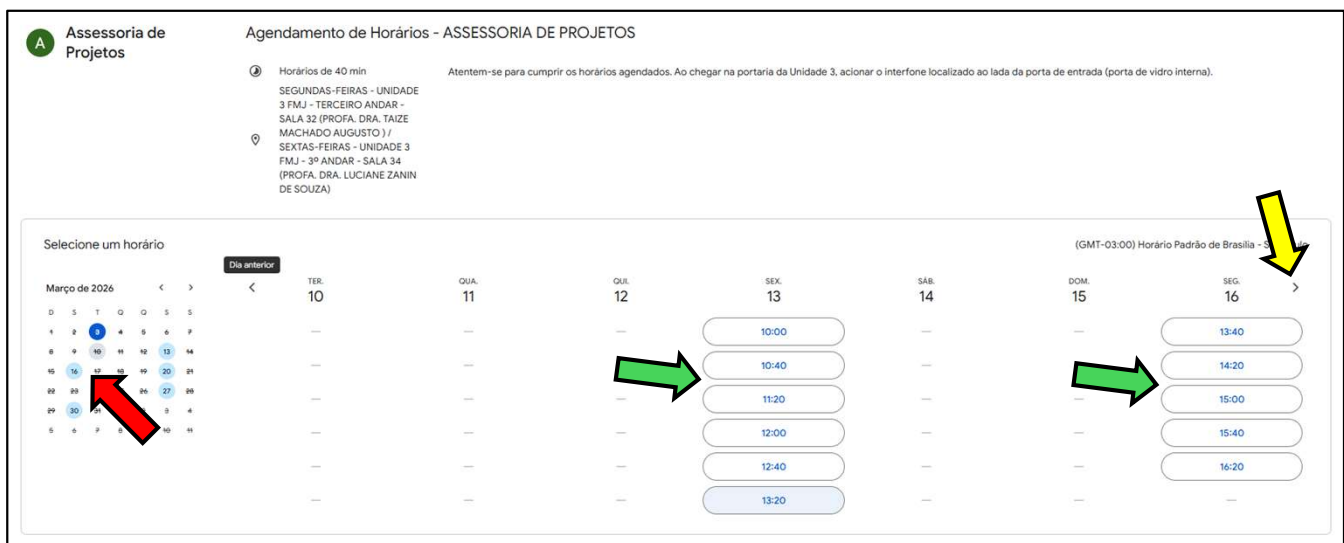 A
Assessoria de
Projetos
Agendamento de Horários - ASSESSORIA DE PROJETOS
Horários de 40 min
SEGUNDAS-FEIRAS - UNIDADE
3 FMJ - TERCEIRO ANDAR -
SALA 32 (PROFA. DRA. TAIZE
MACHADO AUGUSTO ) /
SEXTAS-FEIRAS - UNIDADE 3
FMJ - 3º ANDAR - SALA 34
(PROFA. DRA. LUCIANE ZANIN
DE SOUZA)
Atentem-se para cumprir os horários agendados. Ao chegar na portaria da Unidade 3, acionar o interfone localizado ao lada da porta de entrada (porta de vidro interna).
Selecione um horário
(GMT-03:00) Horário Padrão de Brasília - S
Dia anterior
Março de 2026 < >
D S T Q Q S S
1 2 3 4 5 6 7
8 9 10 11 12 13 14
15 16 17 18 19 20 21
22 23 26 27 28
29 30 31 3 4
5 6 7 8 10 11
< TER. QUA. QUI. SEX. SÁB. DOM. SEG. >
10 11 12 13 14 15 16
— — — 10:00 — — 13:40
— — — 10:40 — — 14:20
— — — 11:20 — — 15:00
— — — 12:00 — — 15:40
— — — 12:40 — — 16:20
— — — 13:20 — — —